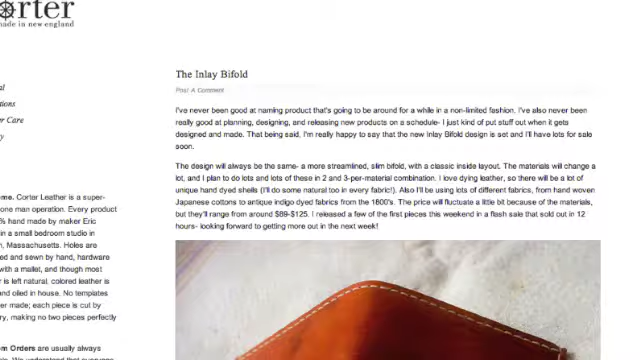 orter
made in new england
The Inlay Bifold
Post A Comment
I've never been good at naming product that's going to be around for a while in a non-limited fashion. I've also never been
really good at planning, designing, and releasing new products on a schedule- I just kind of put stuff out when it gets
designed and made. That being said, I'm really happy to say that the new Inlay Bifold design is set and I'll have lots for sale
soon.
The design will always be the same- a more streamlined, slim bifold, with a classic inside layout. The materials will change a
lot, and I plan to do lots and lots of these in 2 and 3-per-material combination. I love dying leather, so there will be a lot of
unique hand dyed shells (I'll do some natural too in every fabric!). Also I'll be using lots of different fabrics, from hand woven
Japanese cottons to antique indigo dyed fabrics from the 1800's. The price will fluctuate a little bit because of the materials,
but they'll range from around $89-$125. I released a few of the first pieces this weekend in a flash sale that sold out in 12
hours- looking forward to getting more out in the next week!
al
tions
er Care
y
ome. Corter Leather is a super-
one man operation. Every product
% hand made by maker Eric
in a small bedroom studio in
n, Massachusetts. Holes are
ed and sewn by hand, hardware
with a mallet, and though most
r is left natural, colored leather is
and oiled in house. No templates
er made; each piece is cut by
ry, making no two pieces perfectly
om Orders are usually always